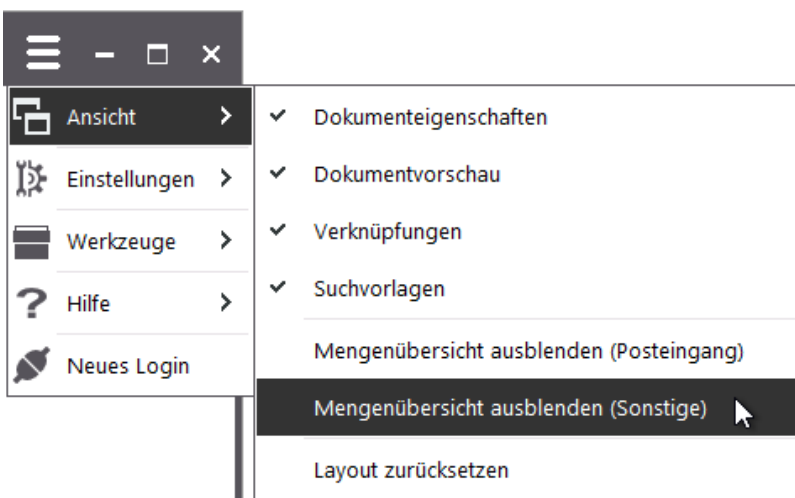 Ansicht
Einstellungen
Werkzeuge
Hilfe
Neues Login
Dokumenteigenschaften
Dokumentvorschau
Verknüpfungen
Suchvorlagen
Mengenübersicht ausblenden (Posteingang)
Mengenübersicht ausblenden (Sonstige)
Layout zurücksetzen